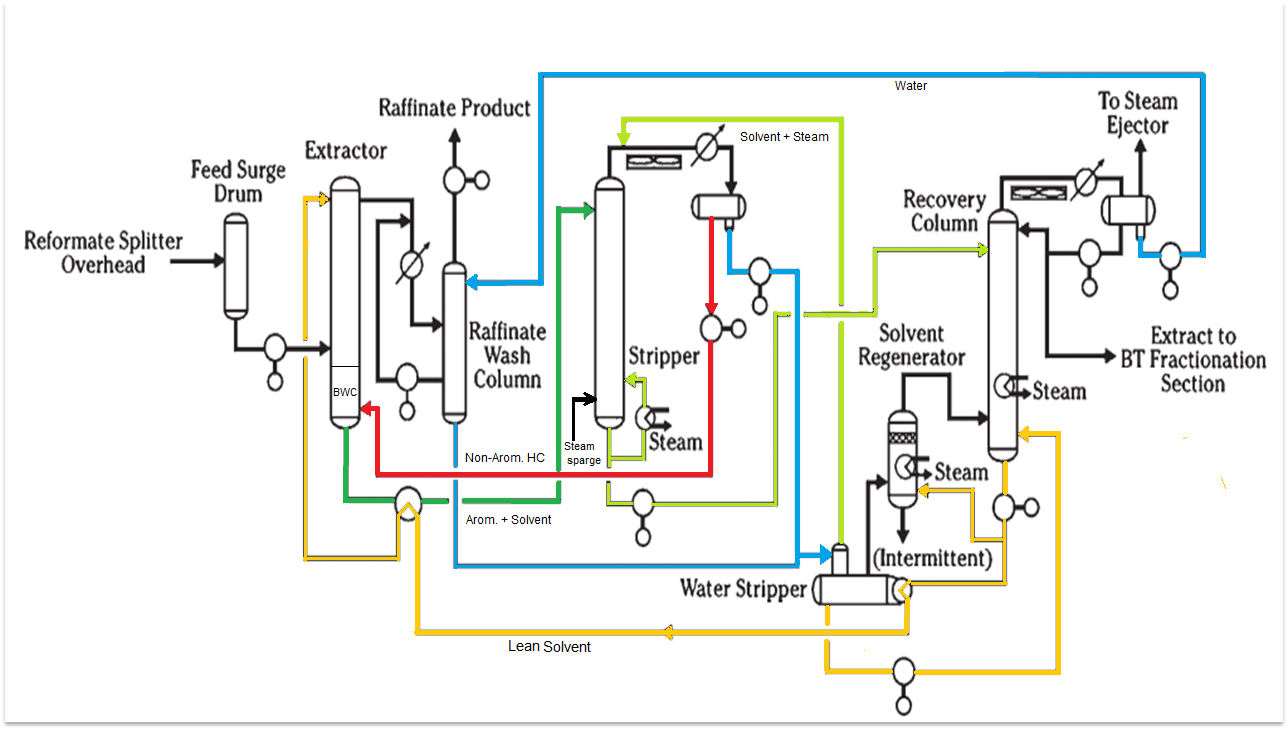 Water
To Steam
Ejector
Raffinate Product
Solvent + Steam
Extractor
Feed Surge
Drum
Recovery
Column
Reformate Splitter
Overhead
Raffinate
Wash
Column
Stripper
Solvent
Regenerator
Extract to
BT Fractionation
Section
BWC
Steam
Steam
Steam
sparge
Non-Arom. HC
Steam
Arom. + Solvent
(Intermittent)
Water Stripper
Lean Solvent